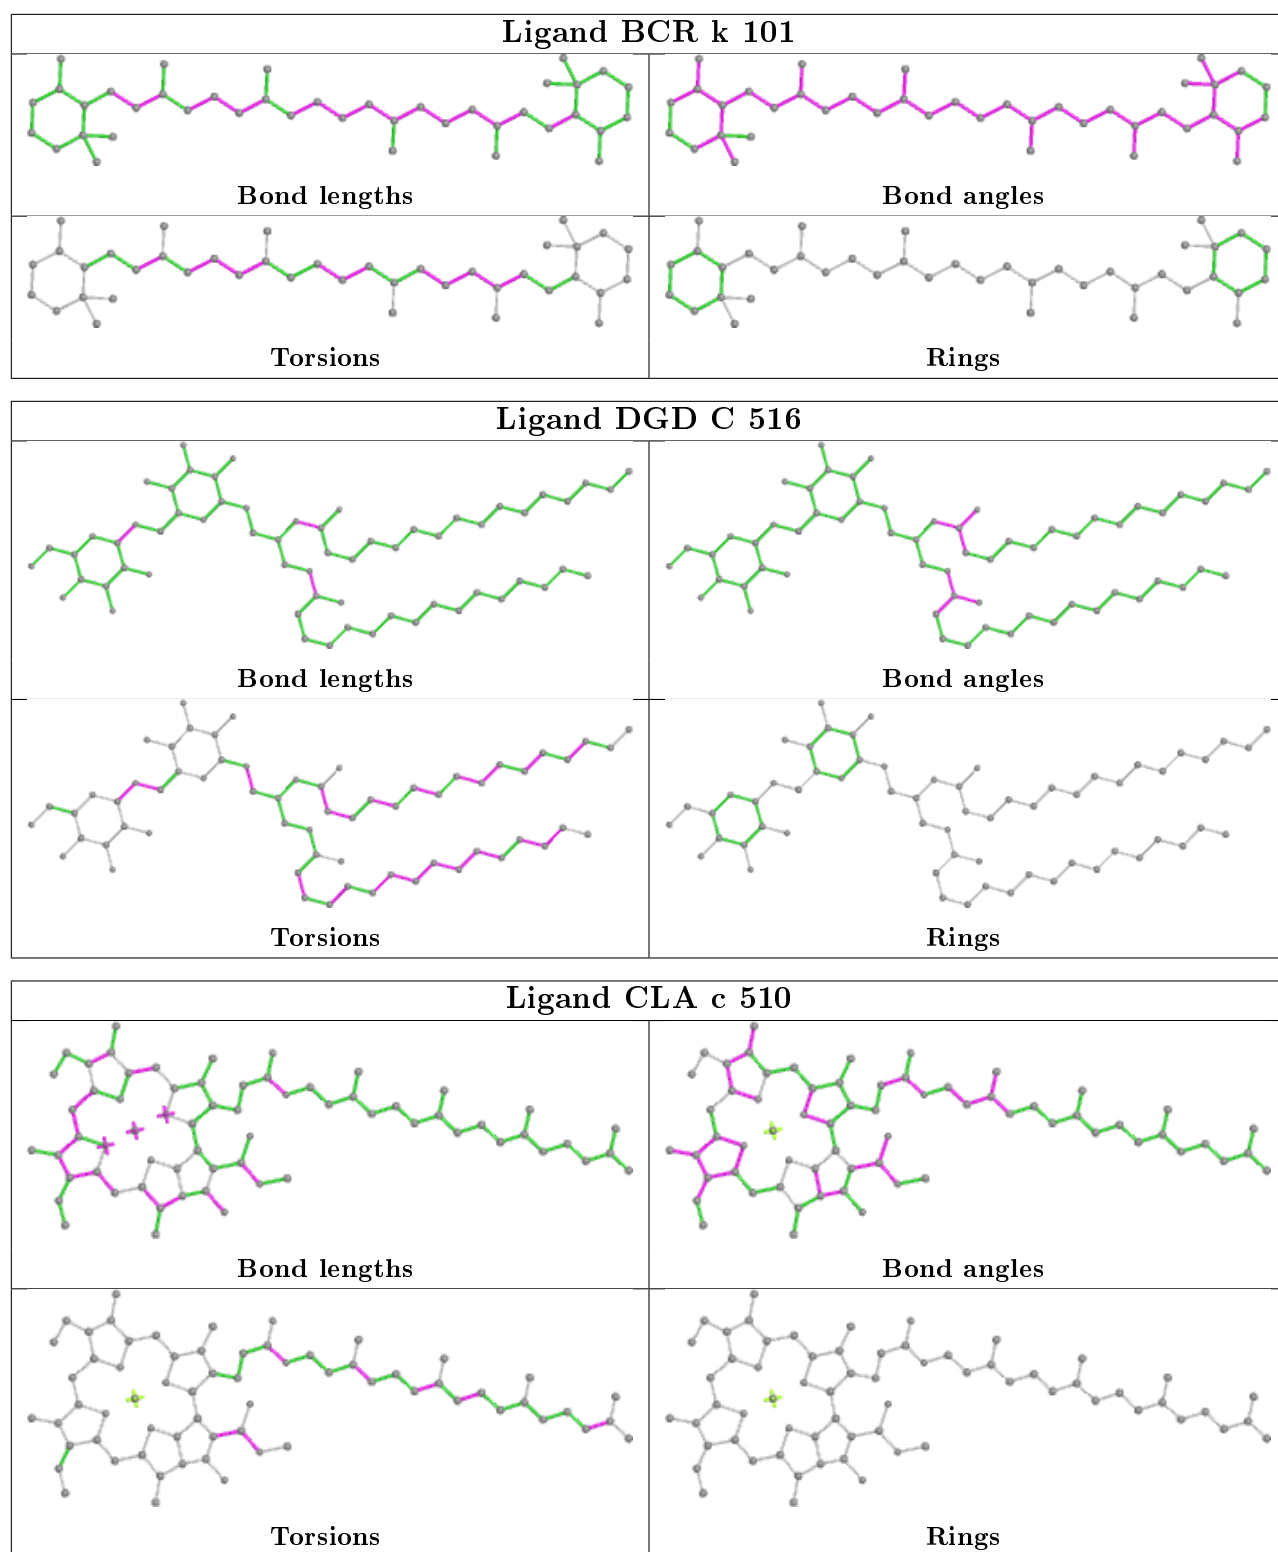 Ligand BCR k 101
Bond lengths
Bond angles
Torsions
Rings
Ligand DGD C 516
Bond lengths
Bond angles
Torsions
Rings
Ligand CLA c 510
Bond lengths
Bond angles
Torsions
Rings